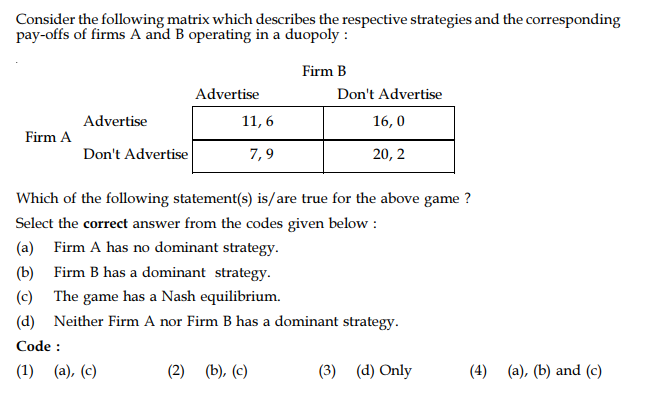 Consider the following matrix which describes the respective strategies and the corresponding
pay-offs of firms A and B operating in a duopoly :
Firm B
Advertise Don't Advertise
Advertise 11, 6 16, 0
Firm A
Don't Advertise 7, 9 20, 2
Which of the following statement(s) is/are true for the above game ?
Select the correct answer from the codes given below :
(a) Firm A has no dominant strategy.
(b) Firm B has a dominant strategy.
(c) The game has a Nash equilibrium.
(d) Neither Firm A nor Firm B has a dominant strategy.
Code :
(1) (a), (c) (2) (b), (c) (3) (d) Only (4) (a), (b) and (c)